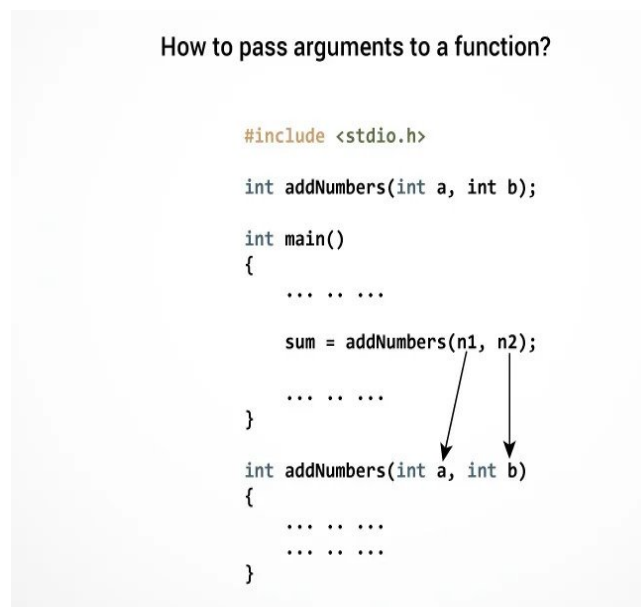 How to pass arguments to a function?
#include <stdio.h>
int addNumbers(int a, int b);
int main()
{
... .. ...
sum = addNumbers(n1, n2);
... .. ...
}
int addNumbers(int a, int b)
{
... .. ...
... .. ...
}